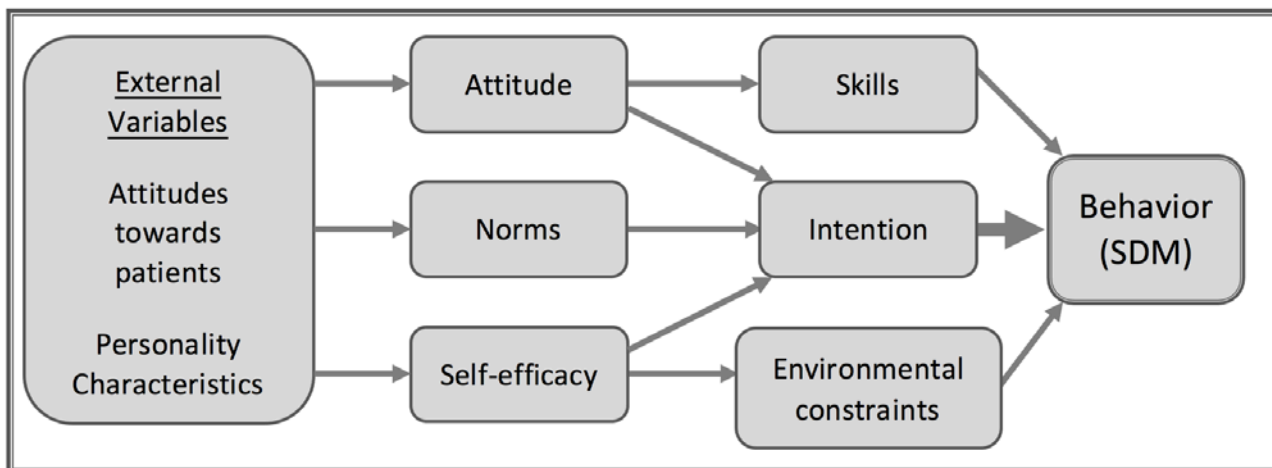 External
Variables
Attitudes
towards
patients
Personality
Characteristics
Attitude
Norms
Self-efficacy
Skills
Intention
Environmental
constraints
Behavior
(SDM)